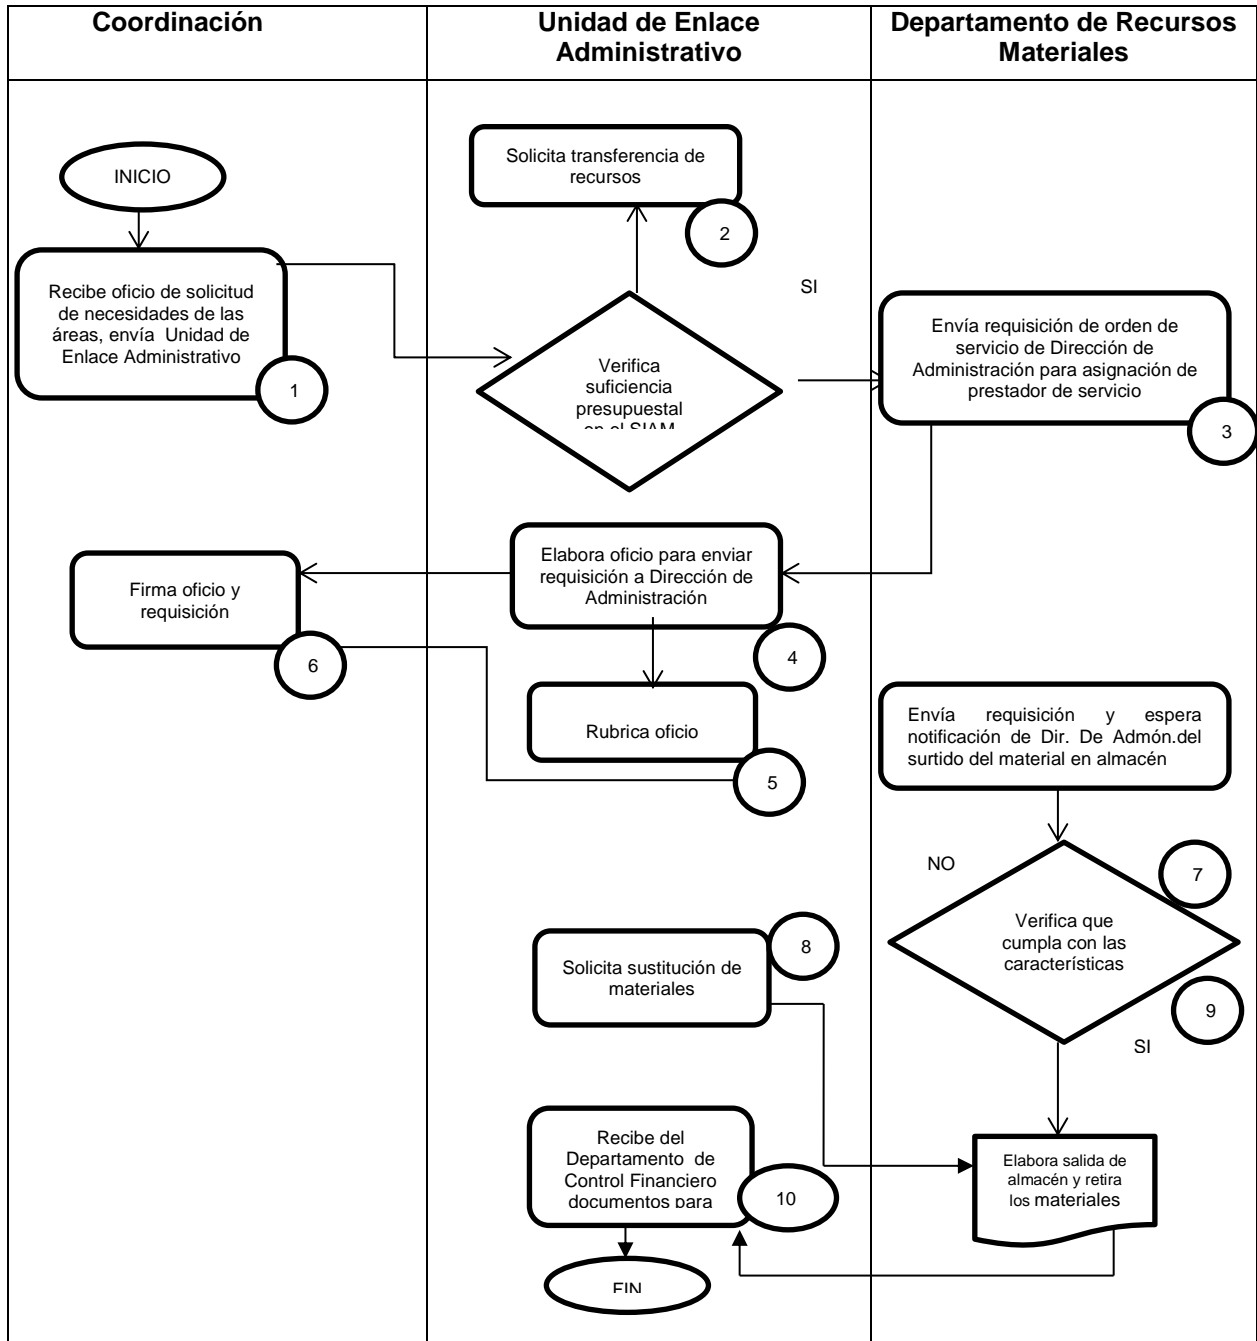 Coordinación
Unidad de Enlace
Administrativo
Departamento de Recursos
Materiales
INICIO
Solicita transferencia de
recursos
2
SI
Recibe oficio de solicitud
de necesidades de las
áreas, envía Unidad de
Enlace Administrativo
1
Verifica
suficiencia
presupuestal
en el SIAM
Envía requisición de orden de
servicio de Dirección de
Administración para asignación de
prestador de servicio
3
Firma oficio y
requisición
6
Elabora oficio para enviar
requisición a Dirección de
Administración
4
Rubrica oficio
5
Envía requisición y espera
notificación de Dir. De Admón.del
surtido del material en almacén
NO
7
Verifica que
cumpla con las
características
8
Solicita sustitución de
materiales
9
SI
Recibe del
Departamento de
Control Financiero
documentos para
10
Elabora salida de
almacén y retira
los materiales
FIN